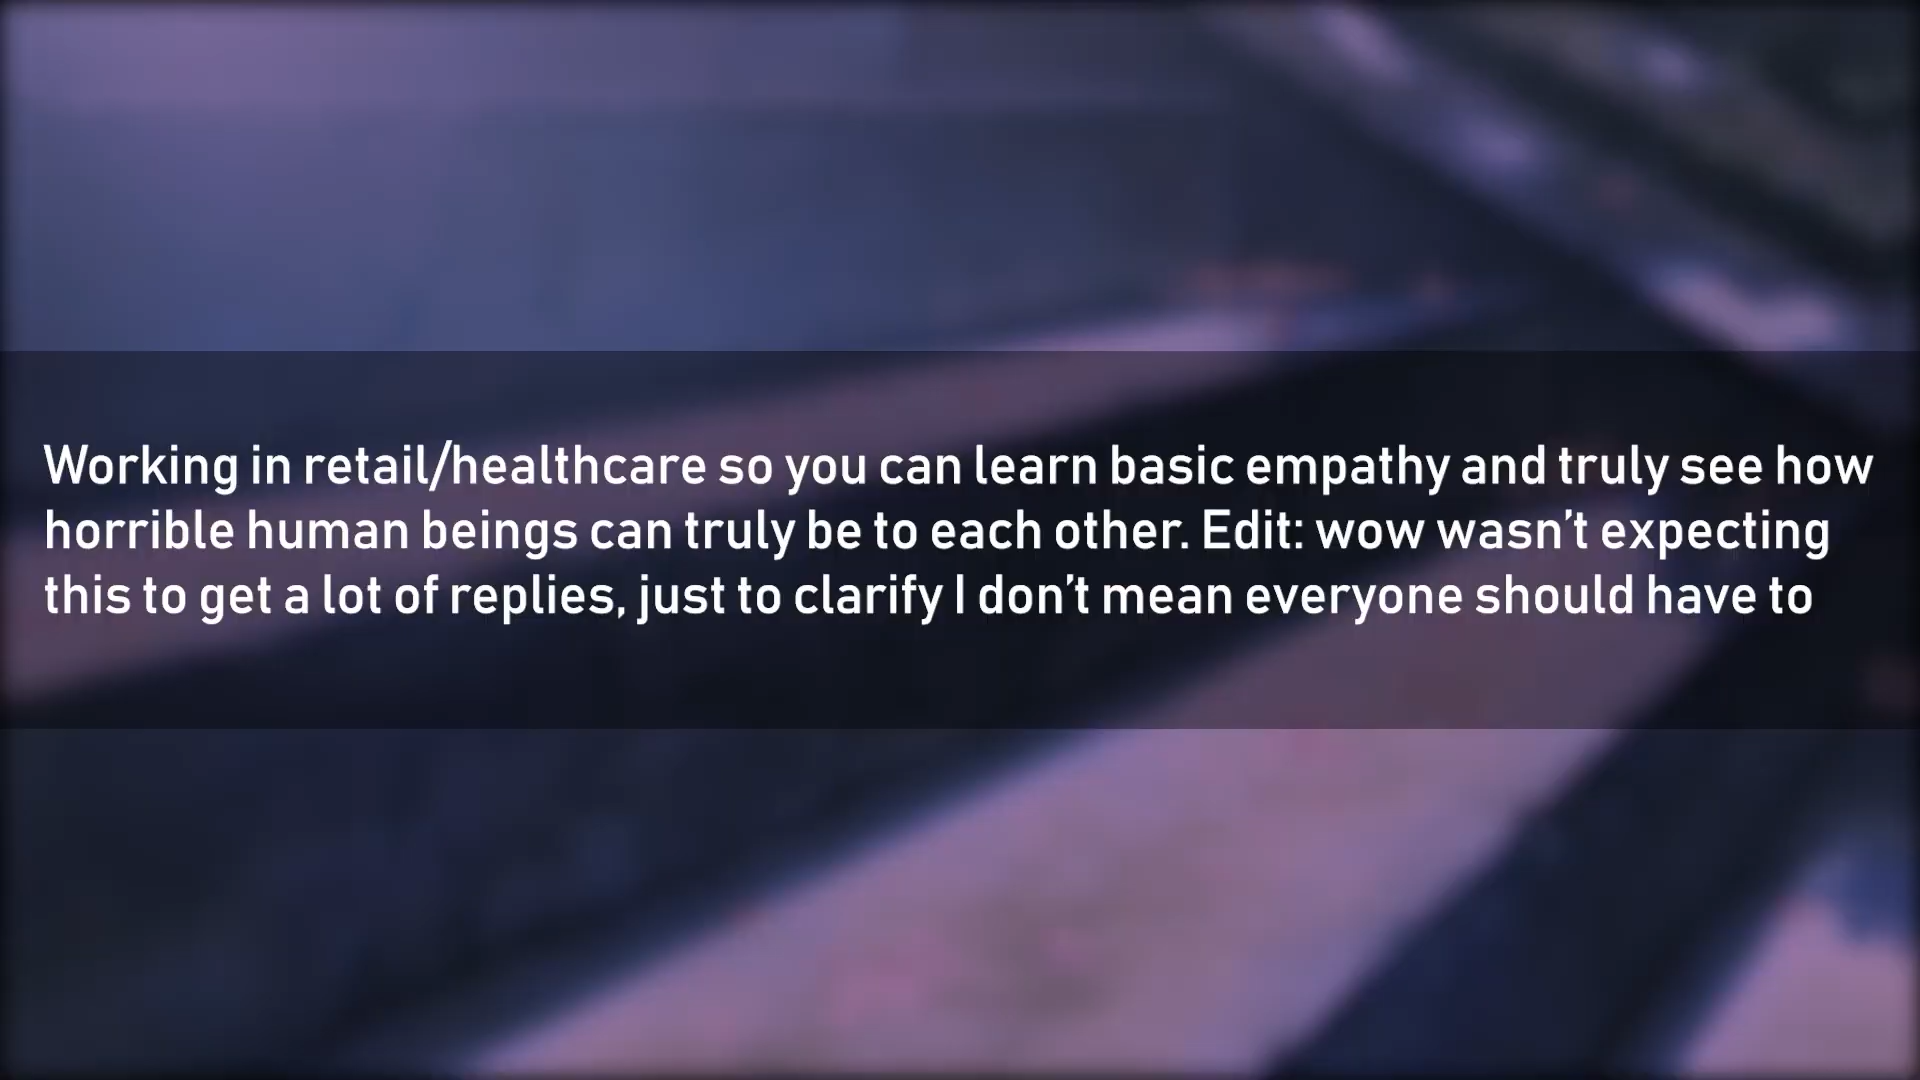 Working in retail/healthcare so you can learn basic empathy and truly see how
horrible human beings can truly be to each other. Edit: wow wasn’t expecting
this to get a lot of replies, just to clarify I don’t mean everyone should have to